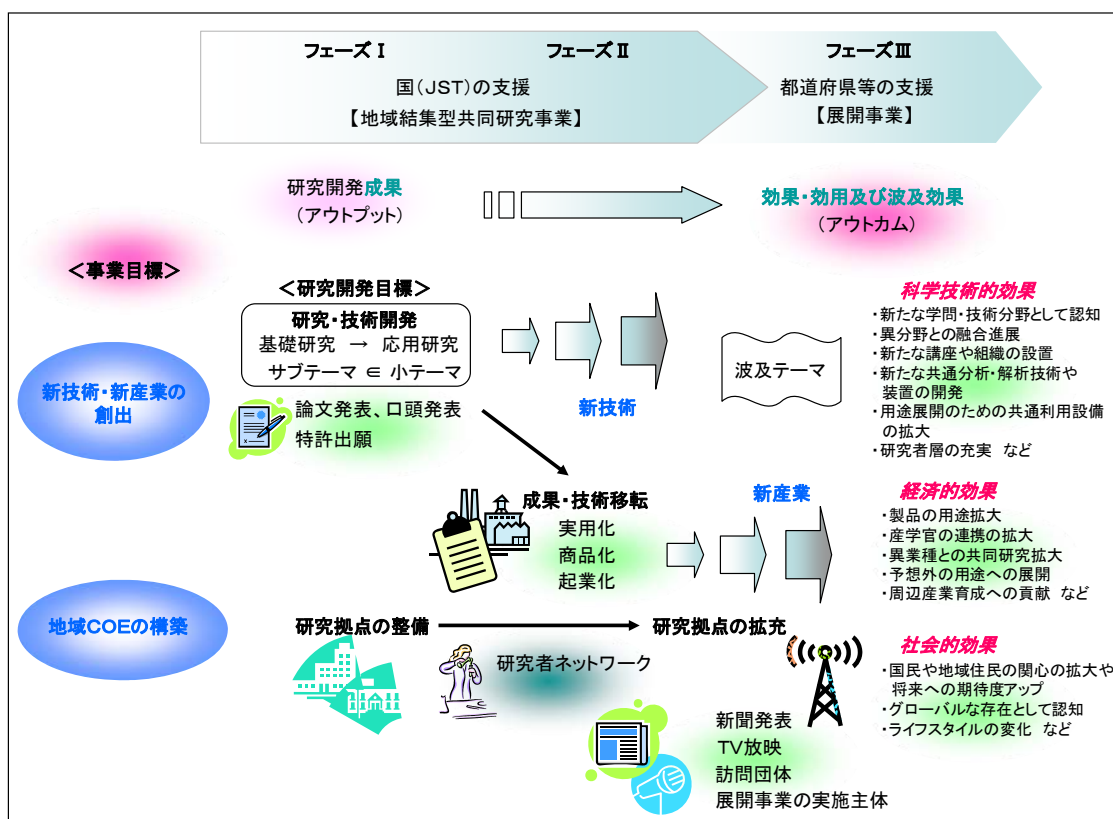 フェーズⅠ
フェーズⅡ
フェーズⅢ
国(JST)の支援
【地域結集型共同研究事業】
都道府県等の支援
【展開事業】
研究開発成果
(アウトプット)
効果・効用及び波及効果
(アウトカム)
<事業目標>
<研究開発目標>
研究・技術開発
基礎研究 → 応用研究
サブテーマ ∈ 小テーマ
新技術・新産業の
創出
論文発表、口頭発表
特許出願
新技術
波及テーマ
科学技術的効果
・新たな学問・技術分野として認知
・異分野との融合進展
・新たな講座や組織の設置
・新たな共通分析・解析技術や
装置の開発
・用途展開のための共通利用設備
の拡大
・研究者層の充実 など
成果・技術移転
実用化
商品化
起業化
新産業
経済的効果
・製品の用途拡大
・産学官の連携の拡大
・異業種との共同研究拡大
・予想外の用途への展開
・周辺産業育成への貢献 など
地域COEの構築
研究拠点の整備
研究拠点の拡充
研究者ネットワーク
社会的効果
・国民や地域住民の関心の拡大や
将来への期待度アップ
・グローバルな存在として認知
・ライフスタイルの変化 など
新聞発表
TV放映
訪問団体
展開事業の実施主体